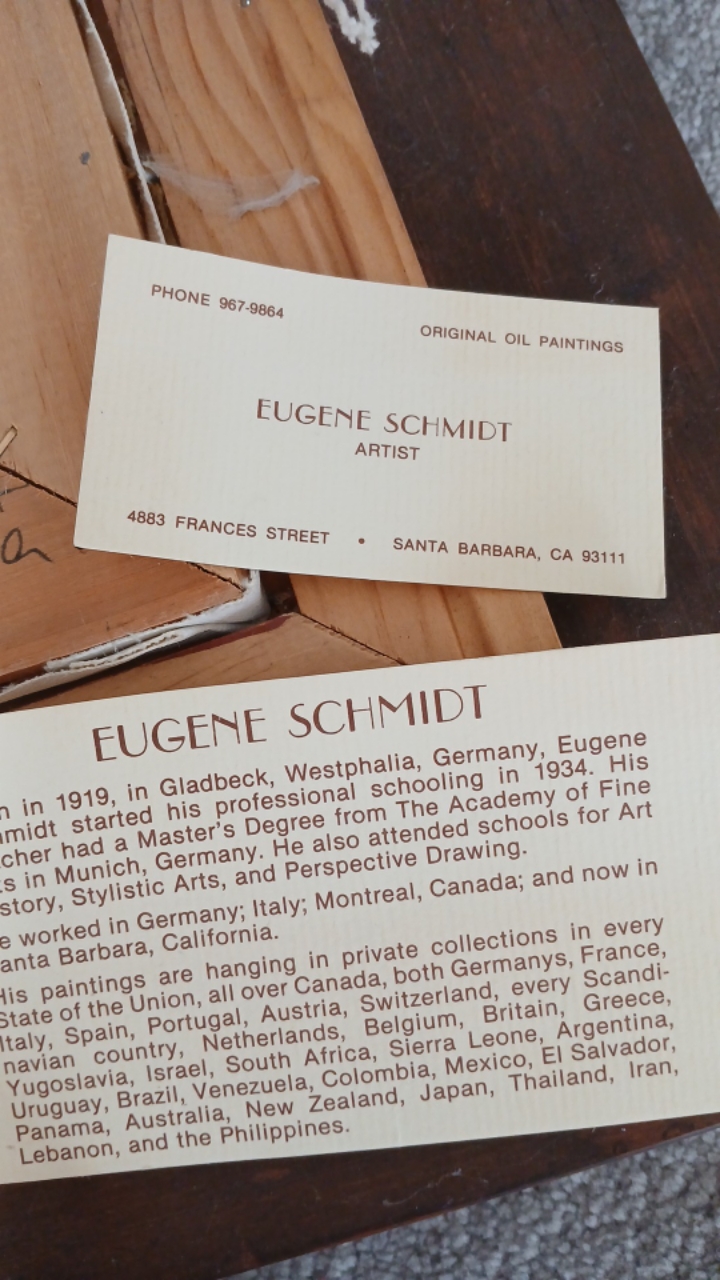 PHONE 967-9864
ORIGINAL OIL PAINTINGS
EUGENE SCHMIDT
ARTIST
4883 FRANCES STREET • SANTA BARBARA, CA 93111
a
EUGENE SCHMIDT
n in 1919, in Gladbeck, Westphalia, Germany, Eugene
hmidt started his professional schooling in 1934. His
cher had a Master's Degree from The Academy of Fine
ts in Munich, Germany. He also attended schools for Art
story, Stylistic Arts, and Perspective Drawing.
e worked in Germany; Italy; Montreal, Canada; and now in
anta Barbara, California.
His paintings are hanging in private collections in every
State of the Union, all over Canada, both Germanys, France,
Italy, Spain, Portugal, Austria, Switzerland, every Scandi-
navian country, Netherlands, Belgium, Britain, Greece,
Yugoslavia, Israel, South Africa, Sierra Leone, Argentina,
Uruguay, Brazil, Venezuela, Colombia, Mexico, El Salvador,
Panama, Australia, New Zealand, Japan, Thailand, Iran,
Lebanon, and the Philippines.